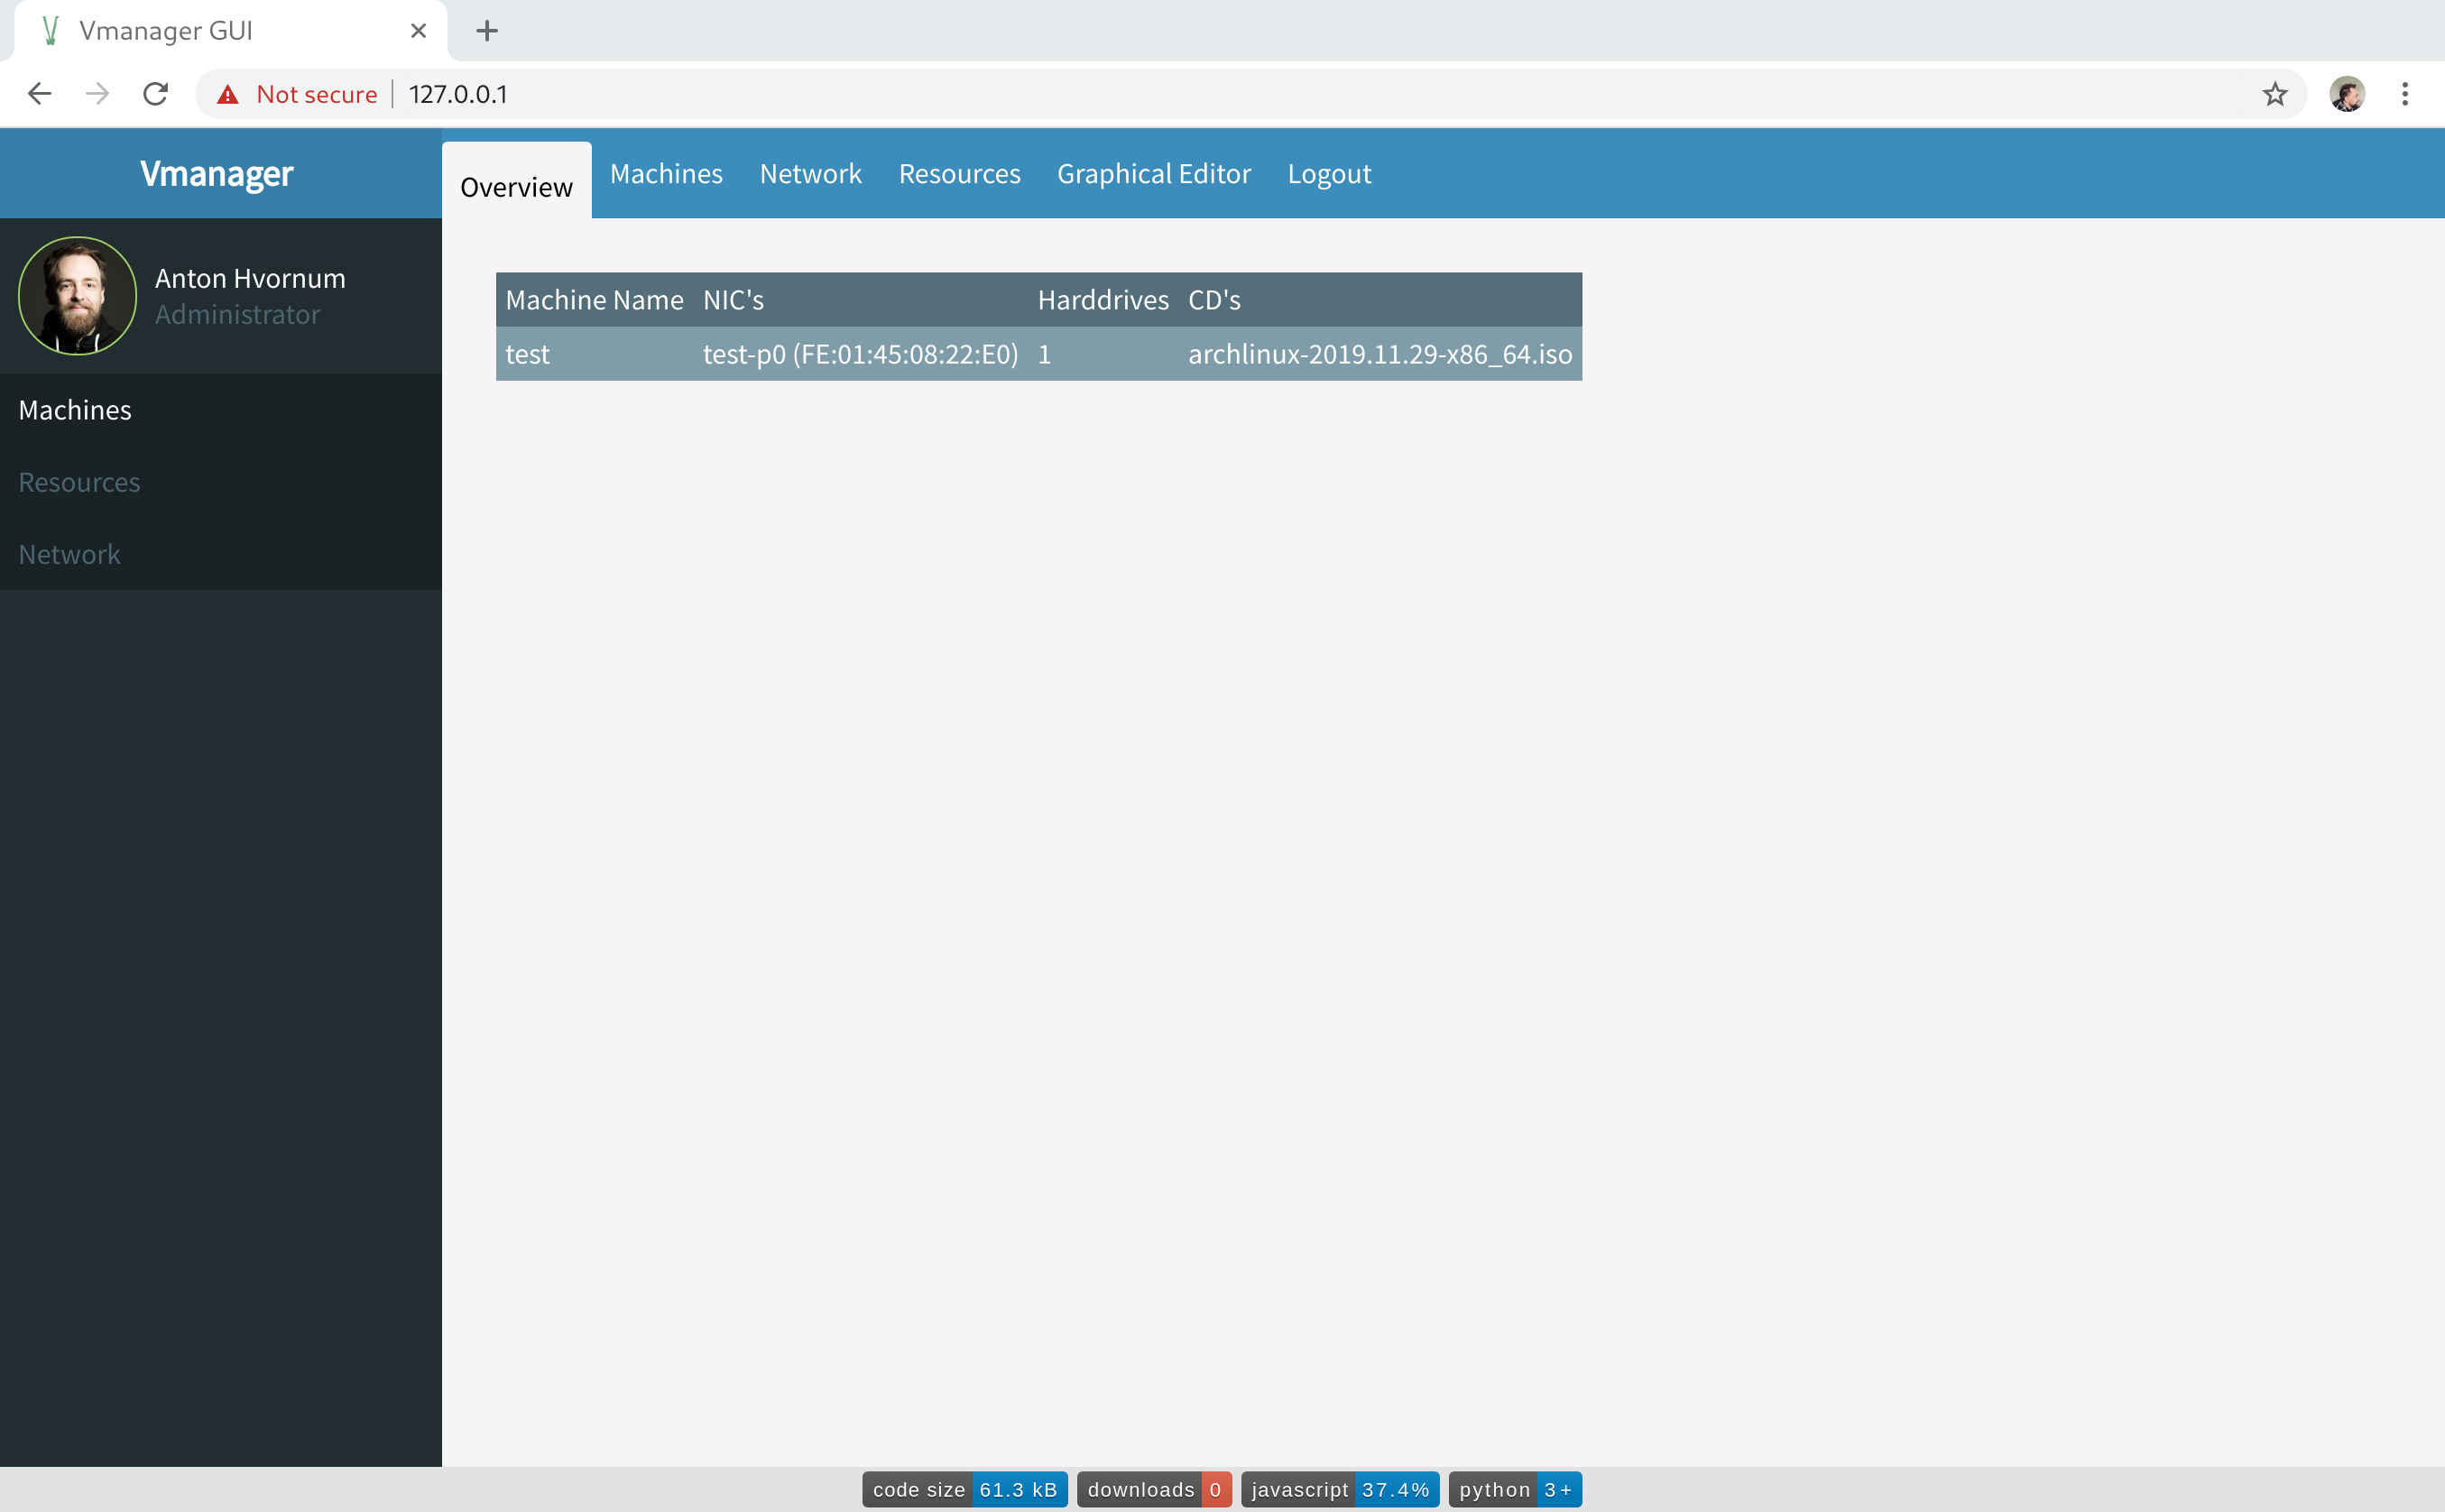 Vmanager GUI
Not secure 127.0.0.1
Vmanager
Overview Machines Network Resources Graphical Editor Logout
Anton Hvornum
Administrator
Machines
Resources
Network
Machine Name NIC's Harddrives CD's
test test-p0 (FE:01:45:08:22:E0) 1 archlinux-2019.11.29-x86_64.iso
code size 61.3 kB downloads 0 javascript 37.4% python 3+